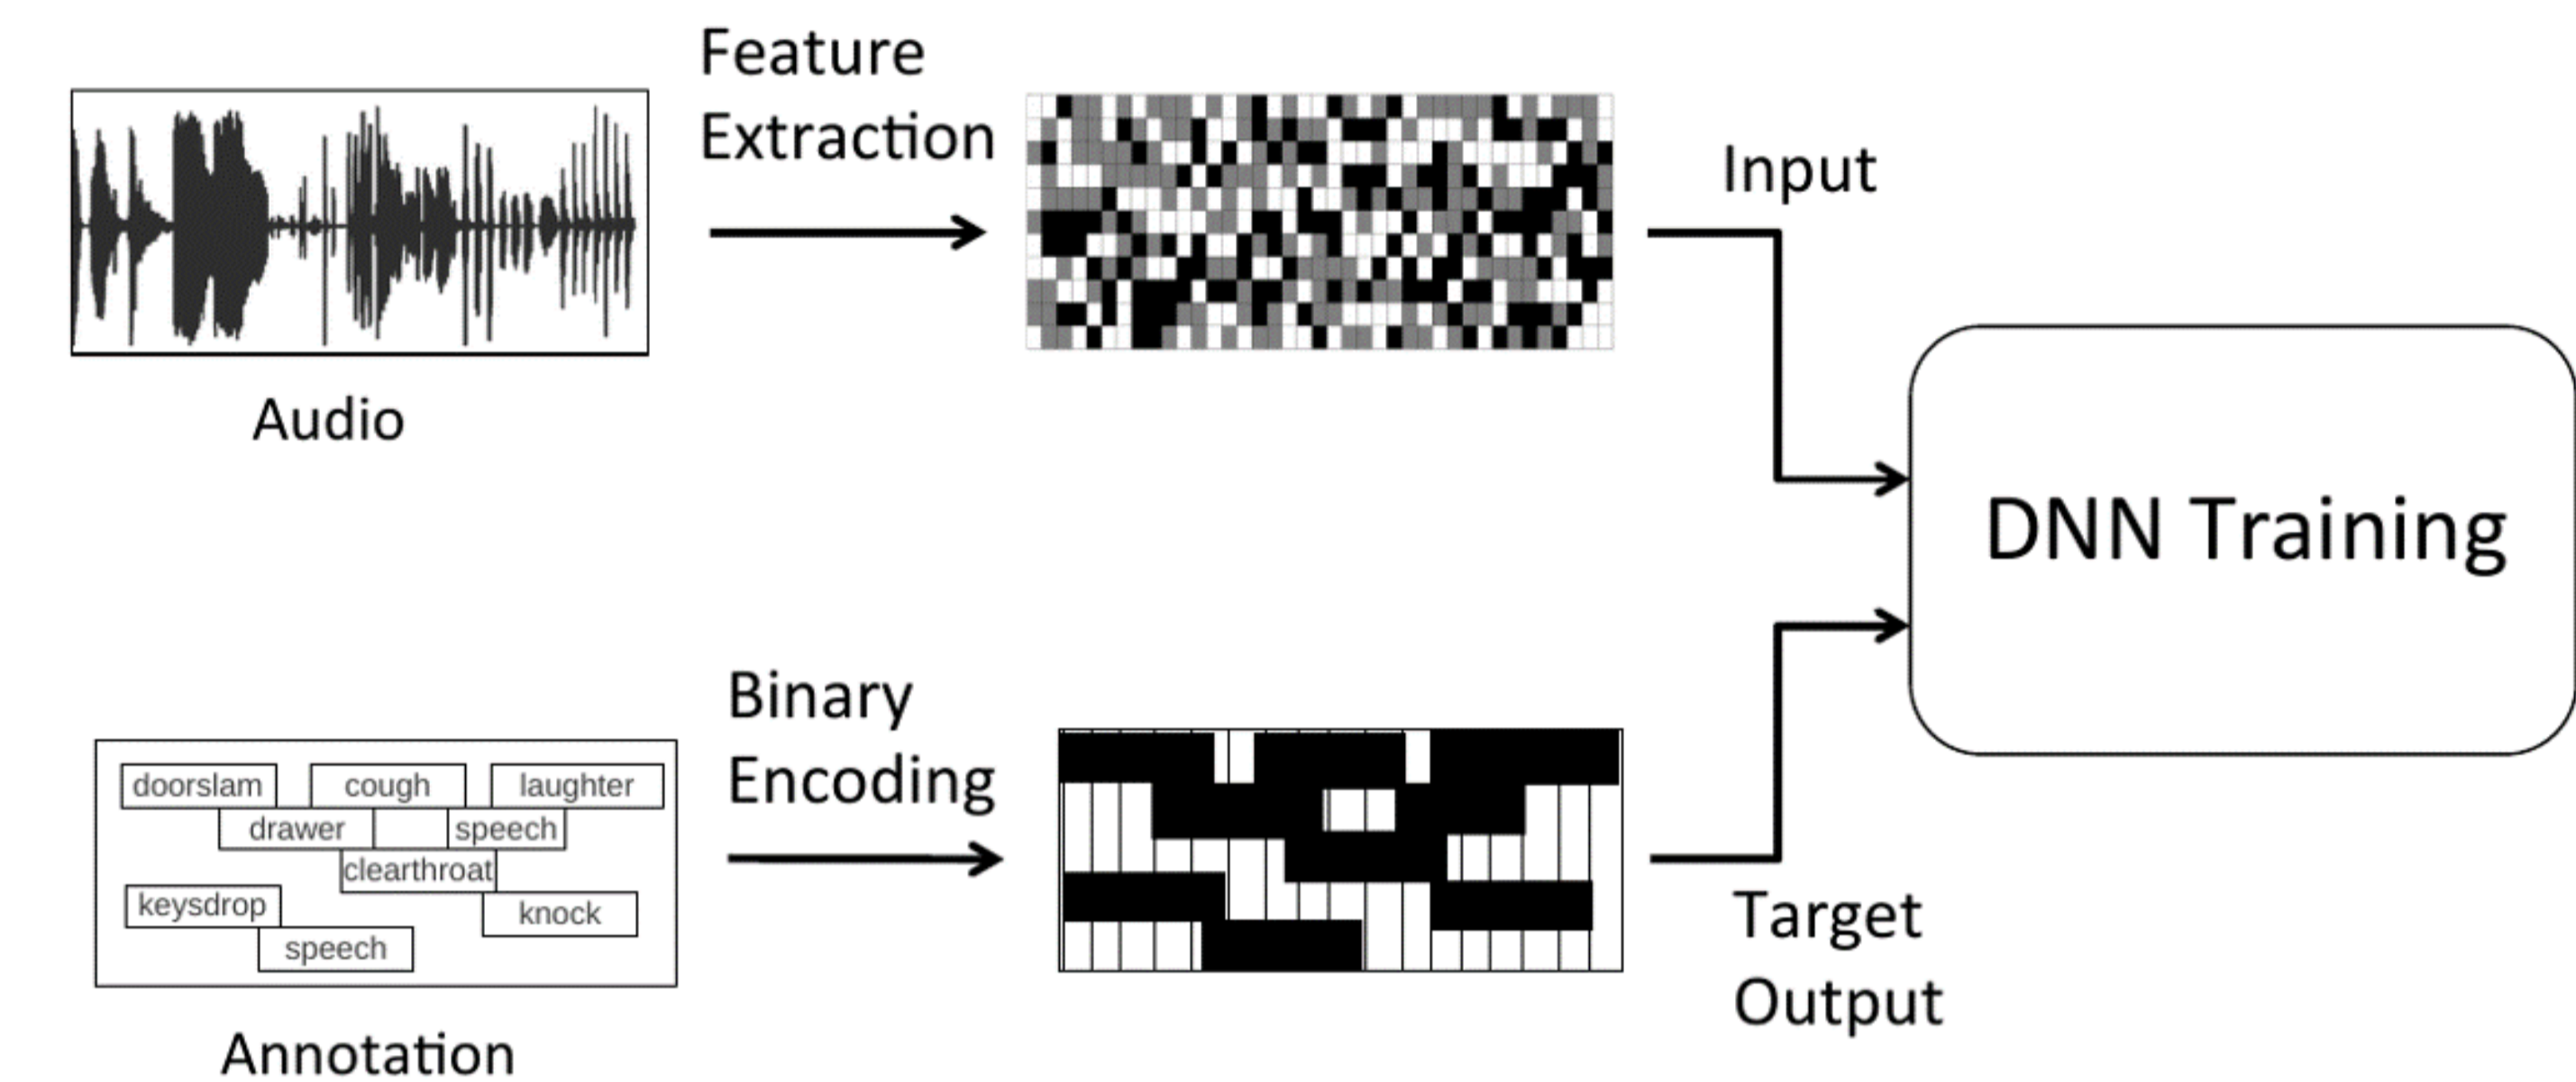 Feature
Extraction
Input
Audio
DNN Training
Binary
Encoding
doorslam cough laughter
drawer speech
clearthroat
keysdrop knock
speech
Target
Output
Annotation